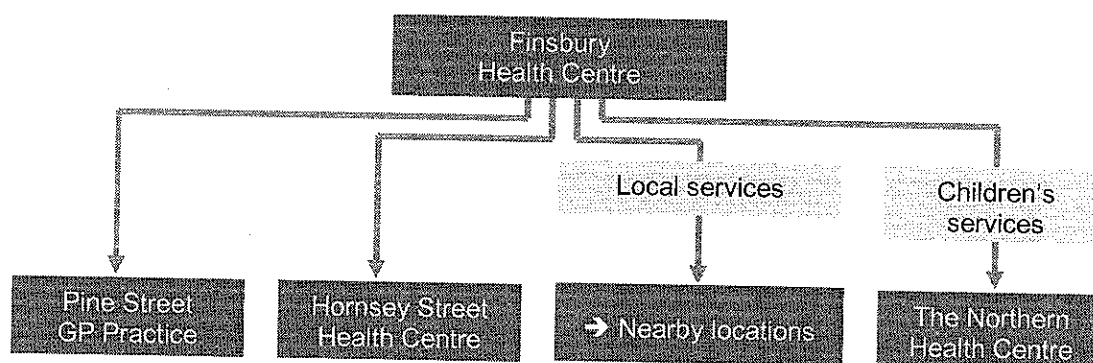 Finsbury
Health Centre
Local services
Children's
services
Pine Street
GP Practice
Hornsey Street
Health Centre
➔ Nearby locations
The Northern
Health Centre